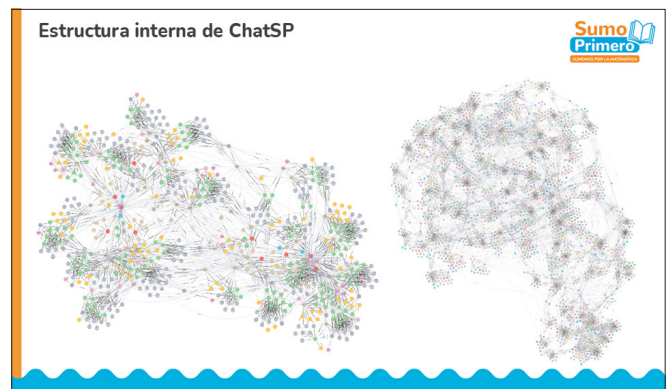 Estructura interna de ChatSP
Sumo
Primero
SUMEMOS POR LA MATEMÁTICA